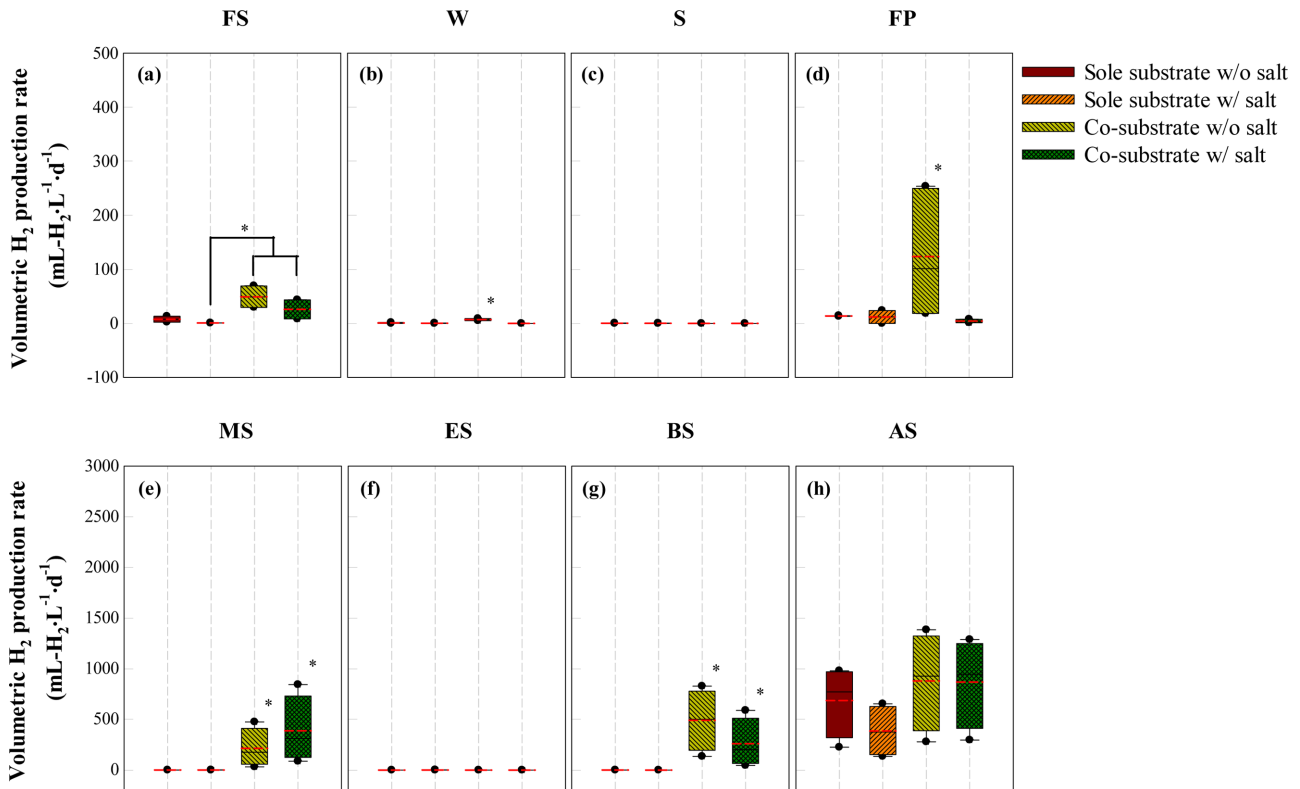 FS W S FP
Volumetric H₂ production rate
(mL-H₂·L⁻¹·d⁻¹)
500
400
300
200
100
0
-100
(a) (b) (c) (d)
*
*
*
Sole substrate w/o salt
Sole substrate w/ salt
Co-substrate w/o salt
Co-substrate w/ salt
MS ES BS AS
Volumetric H₂ production rate
(mL-H₂·L⁻¹·d⁻¹)
3000
2500
2000
1500
1000
500
0
(e) (f) (g) (h)
*
*
*
*